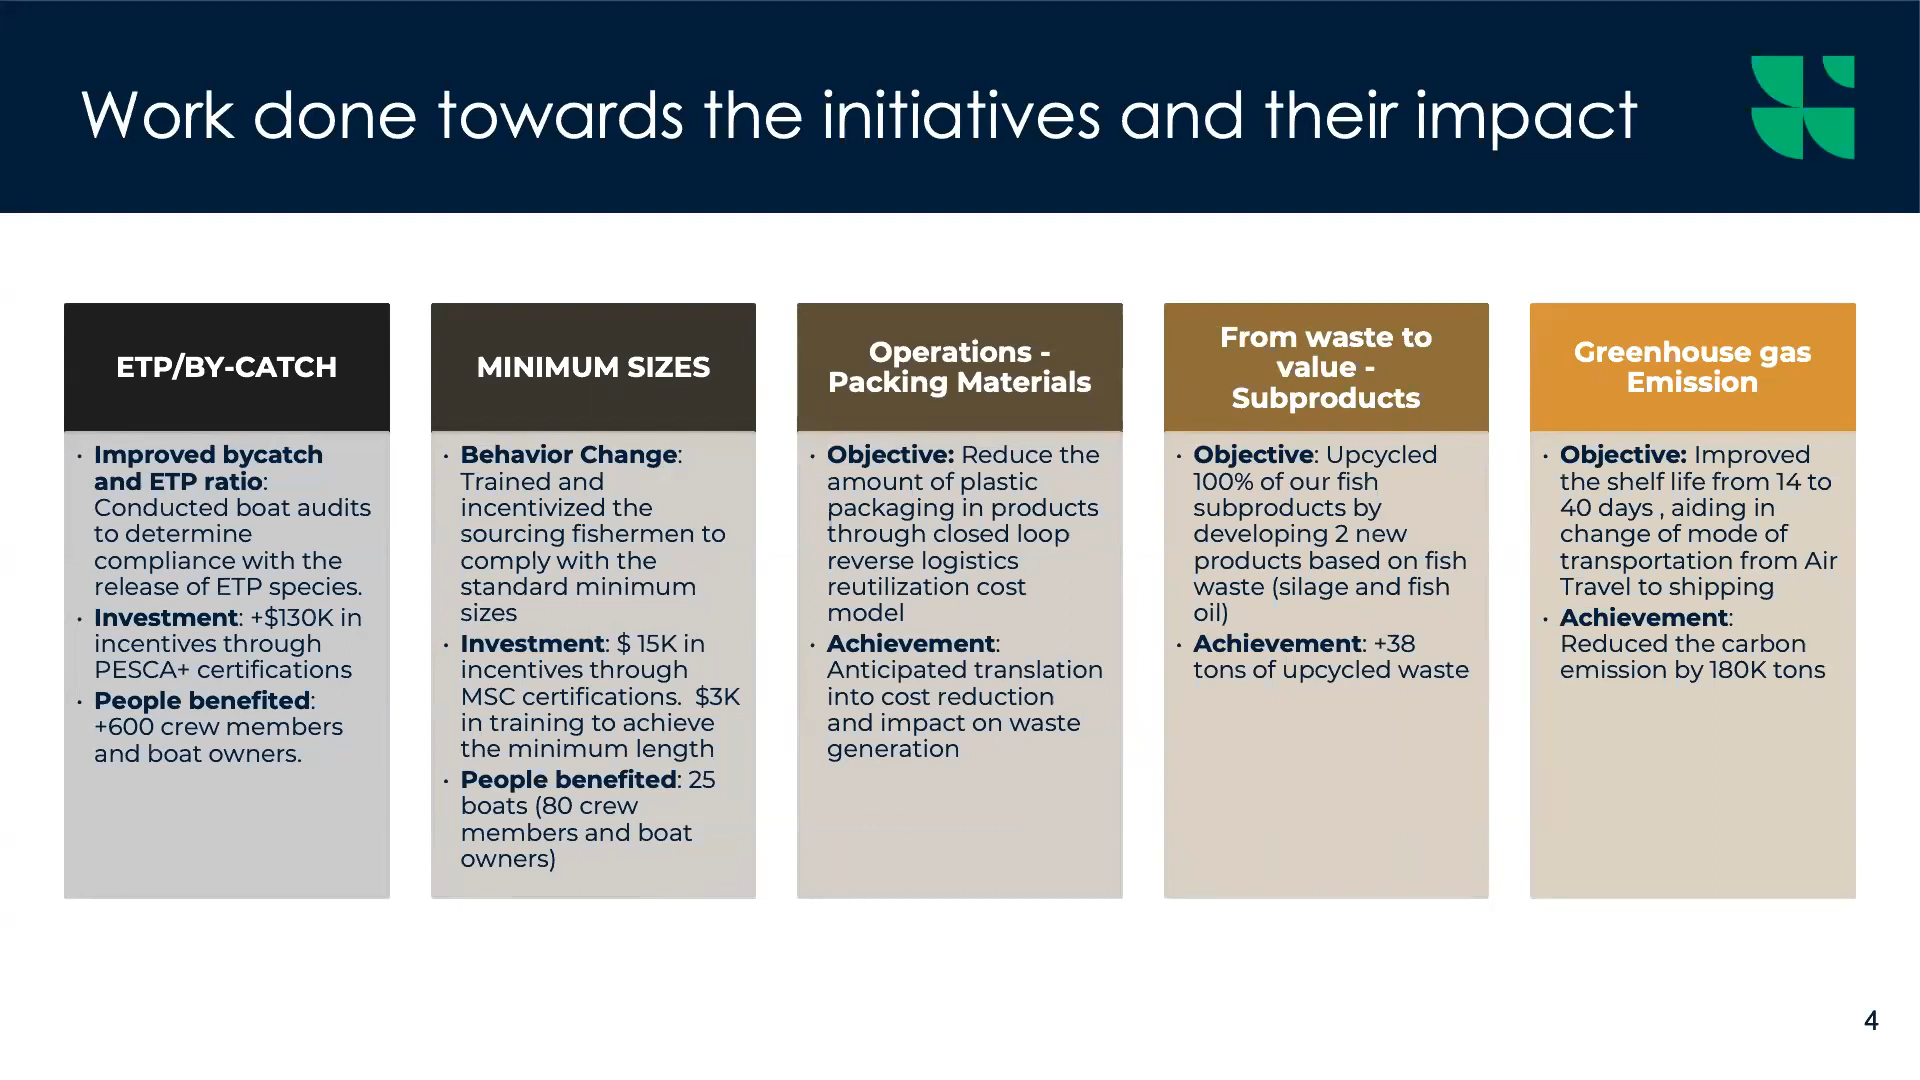 Work done towards the initiatives and their impact
ETP/BY-CATCH
• Improved bycatch
and ETP ratio:
Conducted boat audits
to determine
compliance with the
release of ETP species.
• Investment: +$130K in
incentives through
PESCA+ certifications
• People benefited:
+600 crew members
and boat owners.
MINIMUM SIZES
• Behavior Change:
Trained and
incentivized the
sourcing fishermen to
comply with the
standard minimum
sizes
• Investment: $ 15K in
incentives through
MSC certifications.  $3K
in training to achieve
the minimum length
• People benefited: 25
boats (80 crew
members and boat
owners)
Operations -
Packing Materials
• Objective: Reduce the
amount of plastic
packaging in products
through closed loop
reverse logistics
reutilization cost
model
• Achievement:
Anticipated translation
into cost reduction
and impact on waste
generation
From waste to
value -
Subproducts
• Objective: Upcycled
100% of our fish
subproducts by
developing 2 new
products based on fish
waste (silage and fish
oil)
• Achievement: +38
tons of upcycled waste
Greenhouse gas
Emission
• Objective: Improved
the shelf life from 14 to
40 days , aiding in
change of mode of
transportation from Air
Travel to shipping
• Achievement:
Reduced the carbon
emission by 180K tons
4